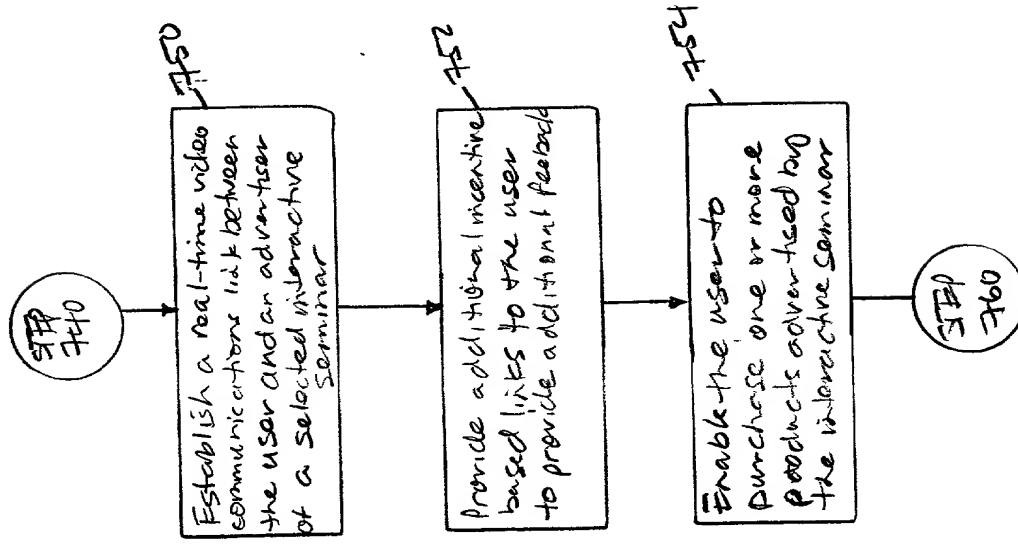 STEP
740
750
Establish a real-time video
communications link between
the user and an advertiser
of a selected interactive
seminar
752
Provide additional incentive
based links to the user
to provide additional feeback
754
Enable the user to
purchase one or more
products advertised by
the interactive seminar
STEP
760